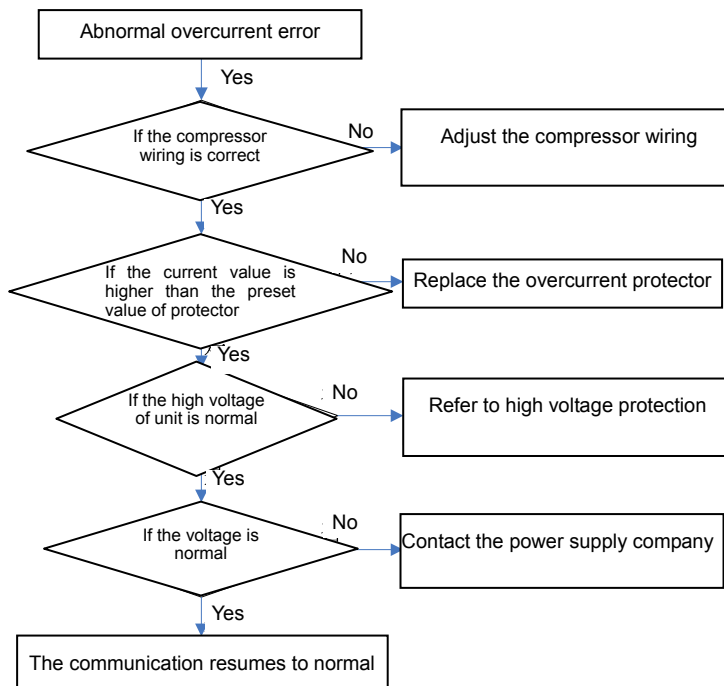 Abnormal overcurrent error
Yes
If the compressor
wiring is correct
No
Adjust the compressor wiring
Yes
If the current value is
higher than the preset
value of protector
No
Replace the overcurrent protector
Yes
If the high voltage
of unit is normal
No
Refer to high voltage protection
Yes
If the voltage is
normal
No
Contact the power supply company
Yes
The communication resumes to normal